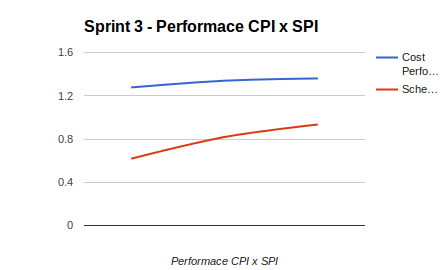 Sprint 3 - Performace CPI x SPI
1.6
1.2
0.8
0.4
0
Cost
Perfo...
Sche...
Performace CPI x SPI